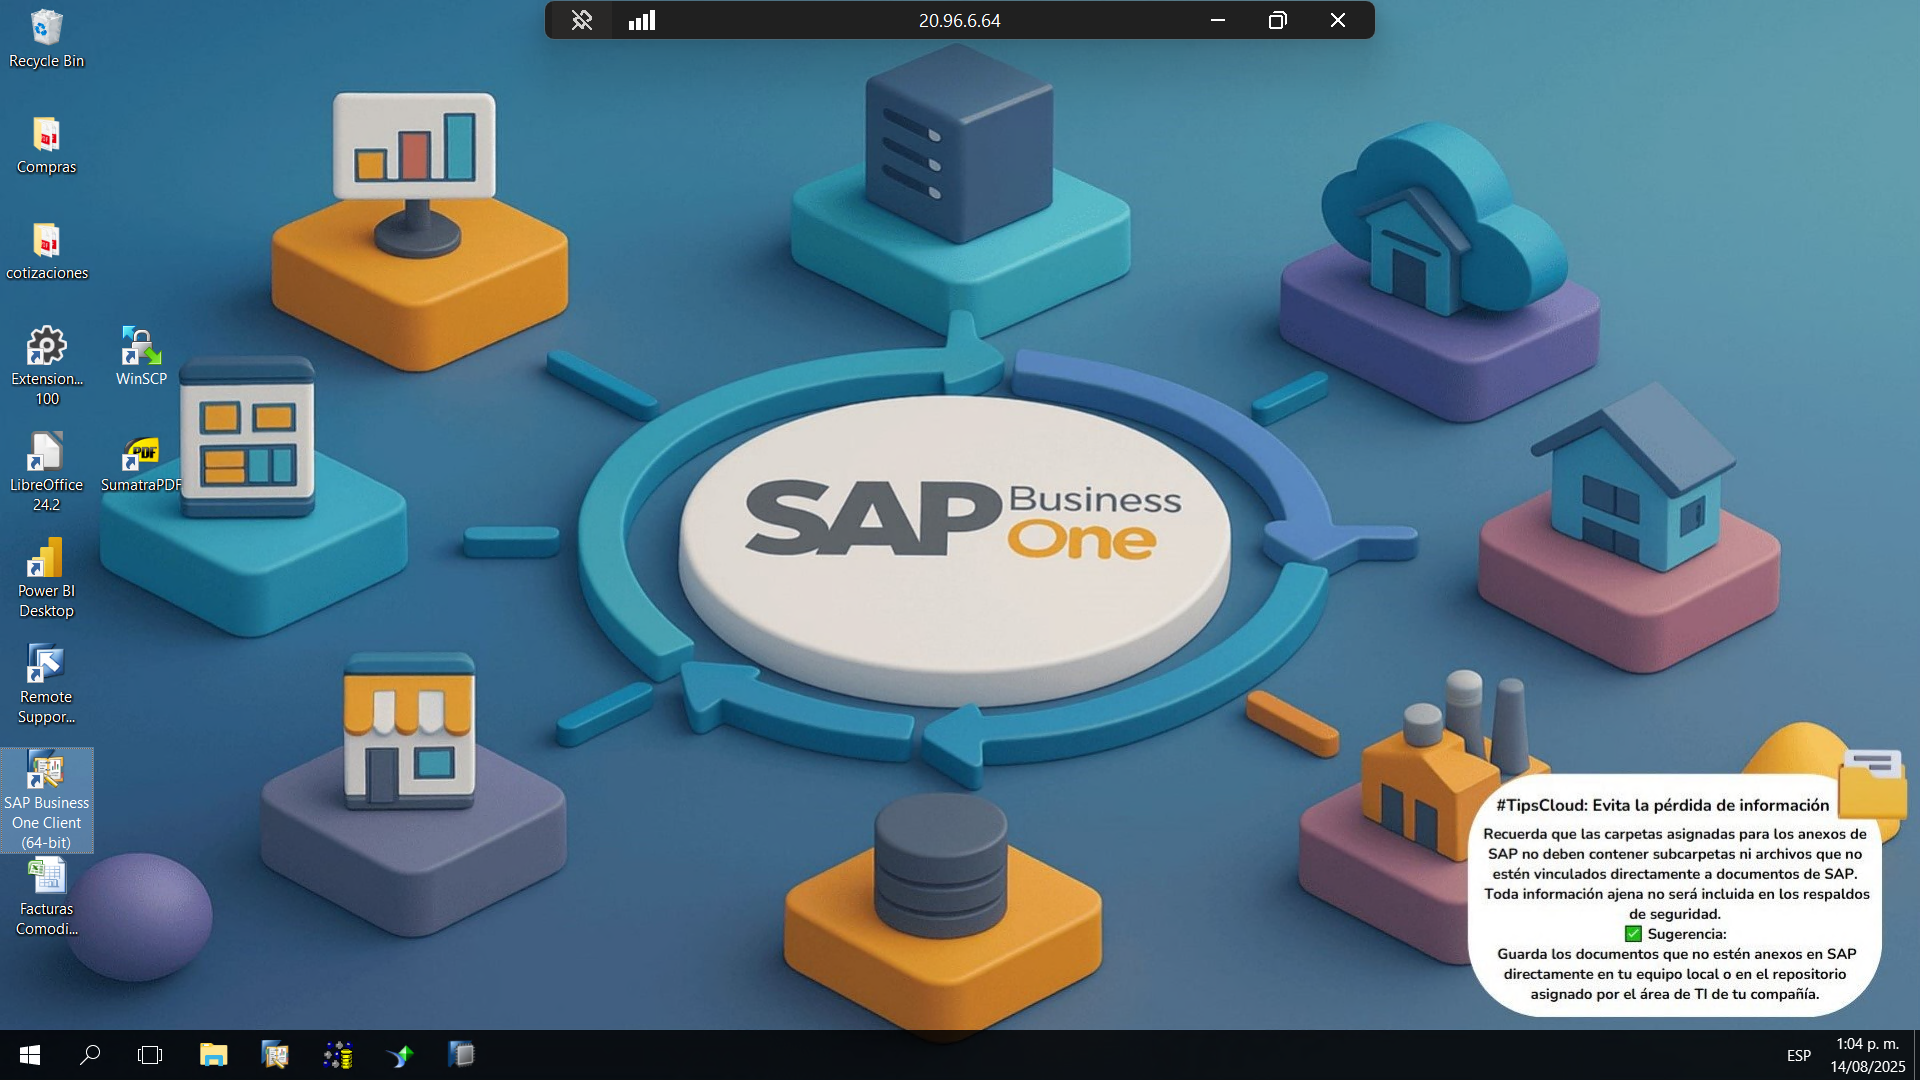 20.96.6.64
Recycle Bin
Compras
cotizaciones
Extension...
100
WinSCP
LibreOffice
24.2
PDF
SumatraPDF
Power BI
Desktop
Remote
Suppor...
SAP Business
One Client
(64-bit)
Facturas
Comodi...
SAP Business
One
#TipsCloud: Evita la pérdida de información
Recuerda que las carpetas asignadas para los anexos de
SAP no deben contener subcarpetas ni archivos que no
estén vinculados directamente a documentos de SAP.
Toda información ajena no será incluida en los respaldos
de seguridad.
✅ Sugerencia:
Guarda los documentos que no estén anexos en SAP
directamente en tu equipo local o en el repositorio
asignado por el área de TI de tu compañía.
ESP
1:04 p. m.
14/08/2025